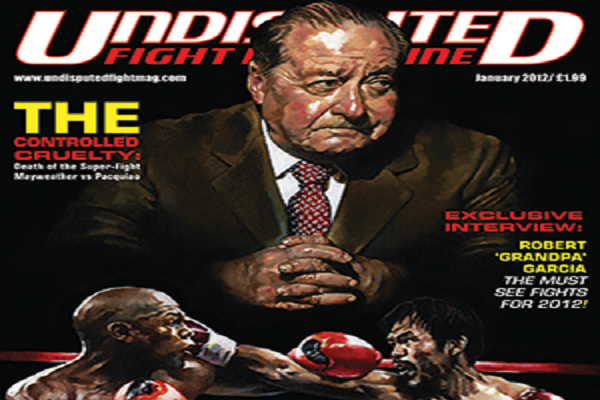 UNDISPUTED
FIGHT MAGAZINE
www.undisputedfightmag.com
January 2012/ £1.99
THE
CONTROLLED
CRUELTY:
Death of the Super-Fight
Mayweather vs Pacquiao
EXCLUSIVE
INTERVIEW:
ROBERT
'GRANDPA'
GARCIA
THE MUST
SEE FIGHTS
FOR 2012!